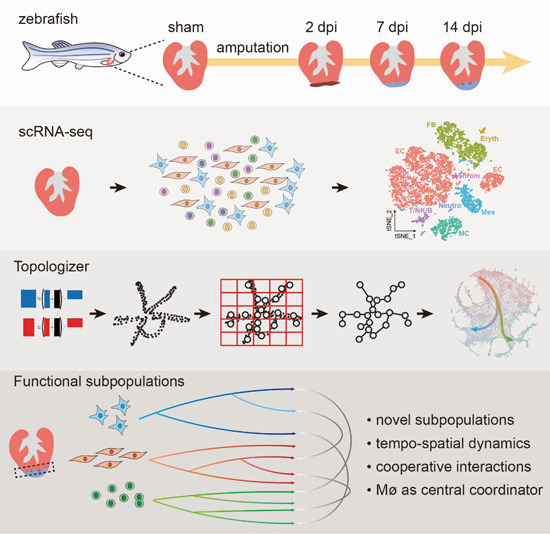 zebrafish
sham
2 dpi
7 dpi
14 dpi
amputation
scRNA-seq
FB
Eryth
EC
Throm
EC
Neutro
Mes
T/NK/B
MC
tSNE_2
tSNE_1
Topologizer
Functional subpopulations
• novel subpopulations
• tempo-spatial dynamics
• cooperative interactions
• Mø as central coordinator